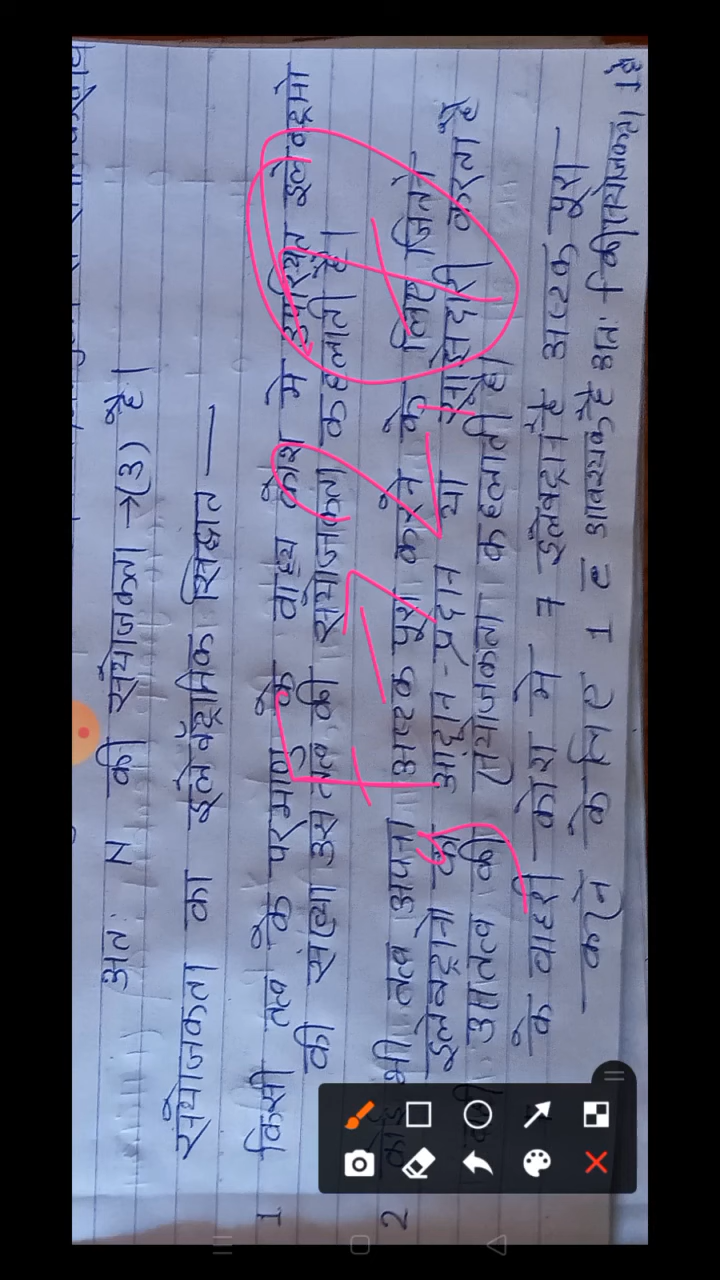 अतः N की संयोजकता →(3) है।
संयोजकता का इलेक्ट्रॉनिक सिद्धांत —
1 किसी तत्व के परमाणु के वाह्य कोश मे उपस्थित इलेक्ट्रानो
की संख्या उस तत्व की संयोजकता कहलाती है।
2 कोई भी तत्व अपना अष्टक पुरा करने के लिए जितने
इलेक्ट्रोनो का आदान-प्रदान या साझेदारी करता है
उसतत्व की संयोजकता कहलाती है।
के वाहरी कोश मे 7 इलेक्ट्रान है अष्टक पूरा
करने के लिए 1 e आवश्यक है अतः की संयोजकता 1 है